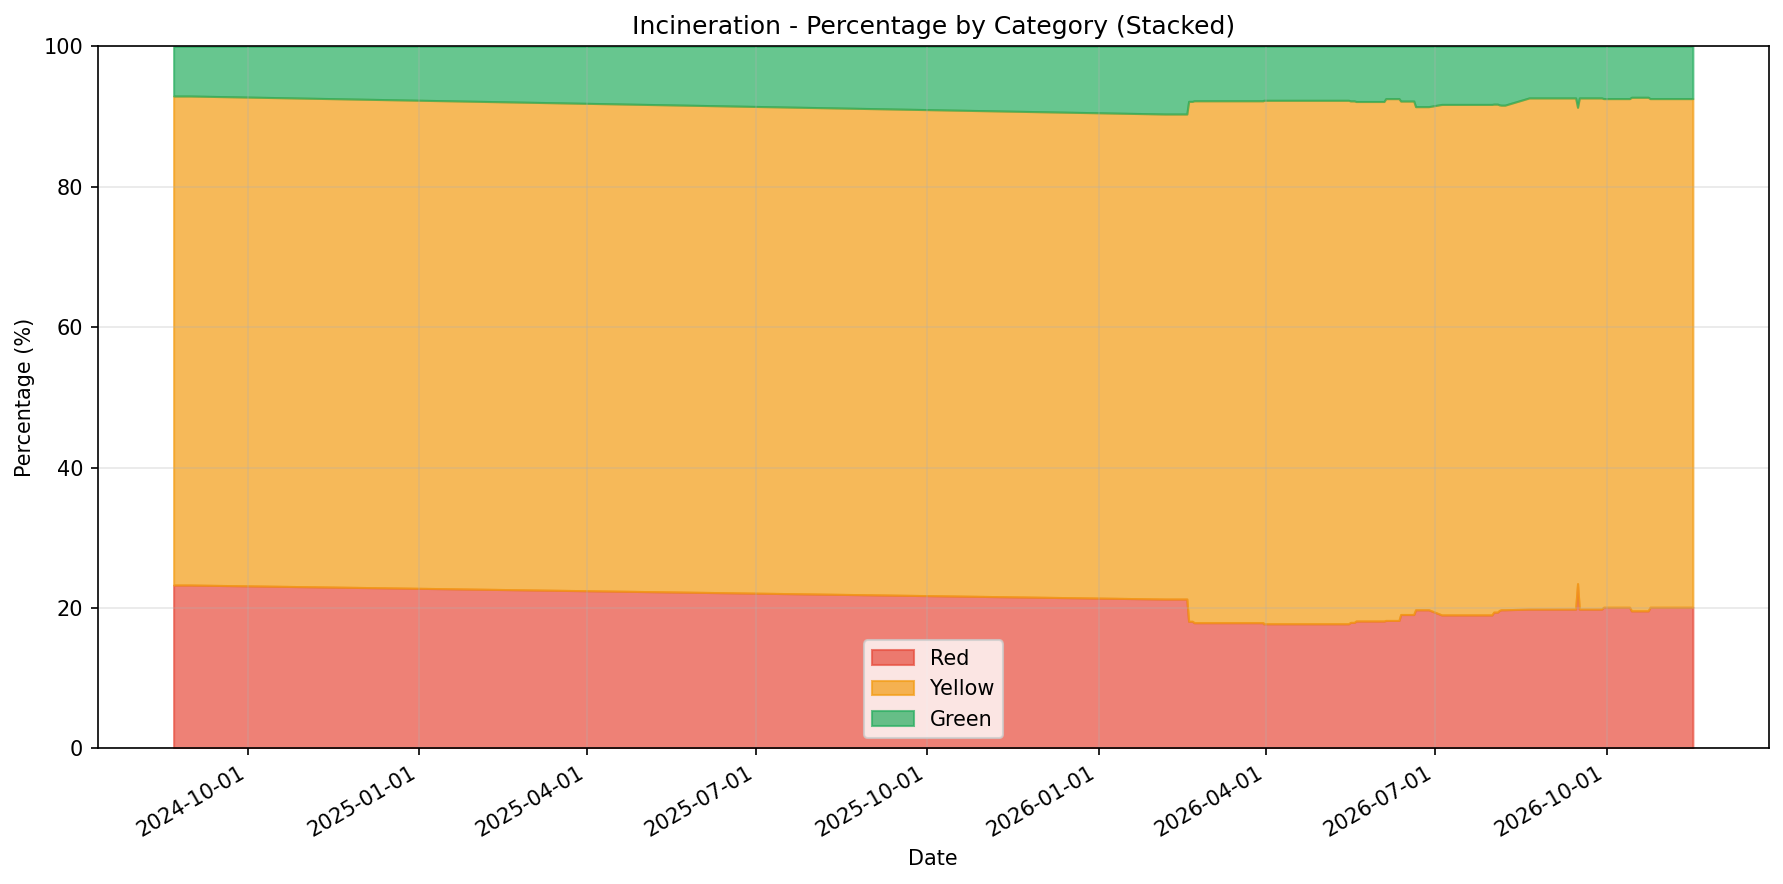 Incineration - Percentage by Category (Stacked)
Percentage (%)
100
80
60
40
20
0
Red
Yellow
Green
2024-10-01
2025-01-01
2025-04-01
2025-07-01
2025-10-01
2026-01-01
2026-04-01
2026-07-01
2026-10-01
Date